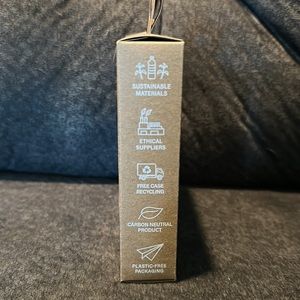 SUSTAINABLE
MATERIALS
ETHICAL
SUPPLIERS
FREE CASE
RECYCLING
CARBON NEUTRAL
PRODUCT
PLASTIC-FREE
PACKAGING